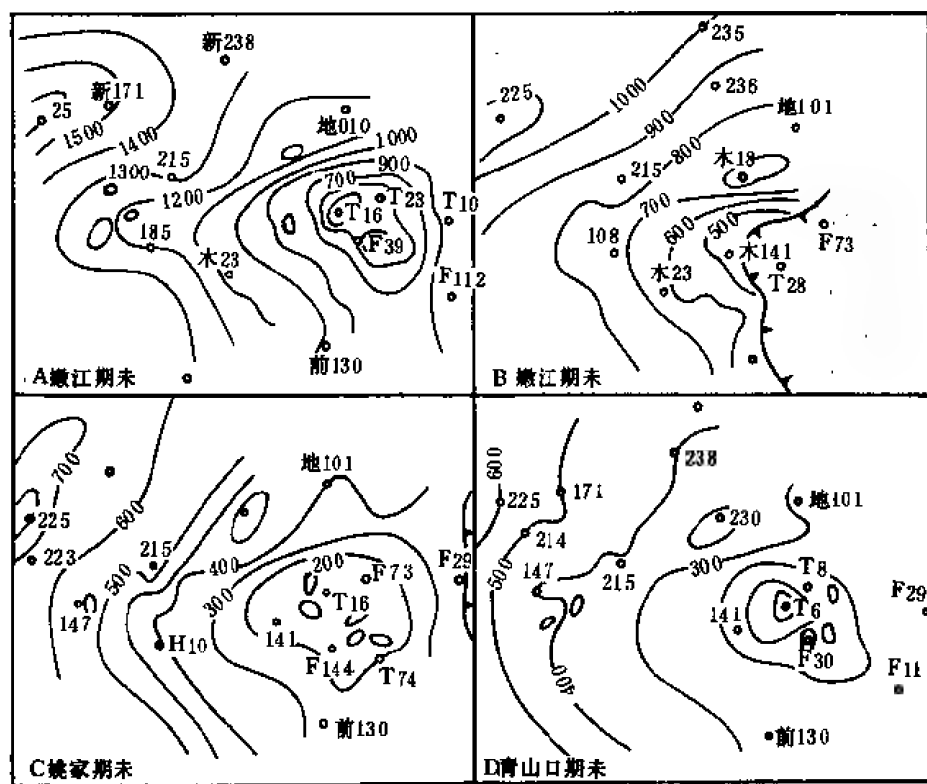 新238
25
新171
1500
1400
地010
1000
1300
215
900
1200
700
T23
T16
T10
185
F39
木23
F112
前130
A嫩江期未
235
1000
236
225
900
地101
800
木18
215
700
500
F73
108
600
木141
木23
T28
B 嫩江期未
700
地101
225
600
223
215
400
200
F29
500
F73
300
T16
147
141
H10
F144
T74
前130
C姚家期未
600
238
171
225
地101
230
214
300
T8
500
147
215
F29
T6
141
F30
400
F11
前130
D青山口期未